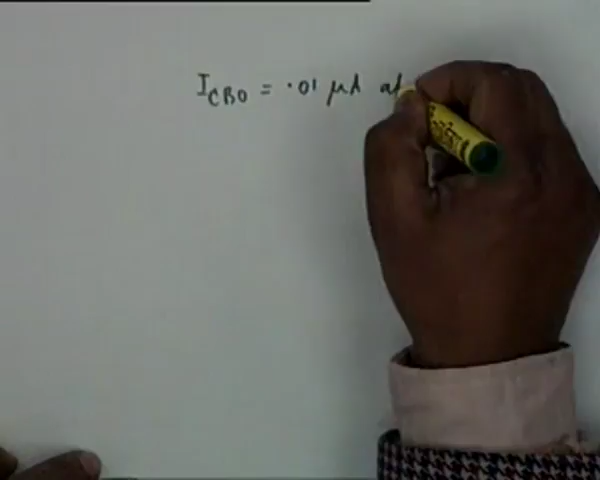 I_CBO = .01 μA at